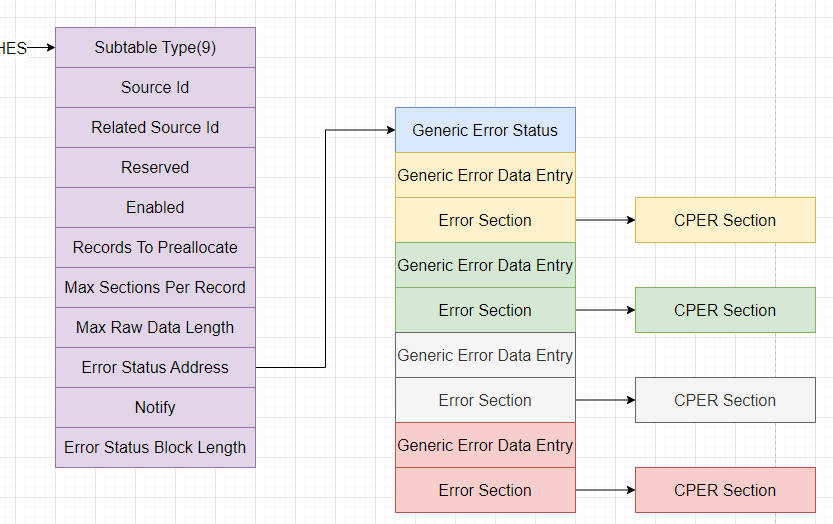 HES
Subtable Type(9)
Source Id
Related Source Id
Reserved
Enabled
Records To Preallocate
Max Sections Per Record
Max Raw Data Length
Error Status Address
Notify
Error Status Block Length
Generic Error Status
Generic Error Data Entry
Error Section
Generic Error Data Entry
Error Section
Generic Error Data Entry
Error Section
Generic Error Data Entry
Error Section
CPER Section
CPER Section
CPER Section
CPER Section